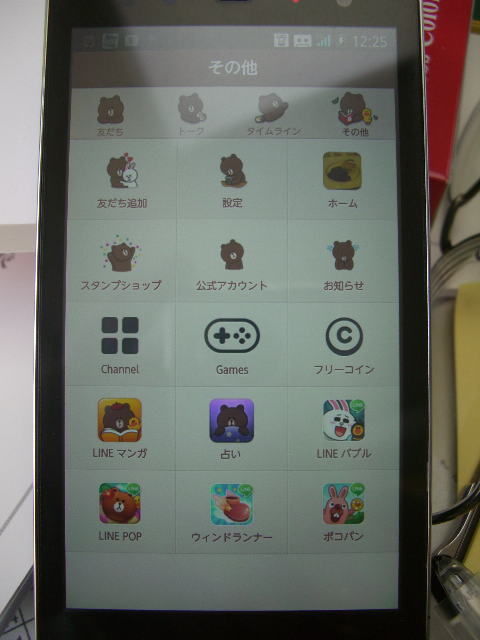 12:25
その他
友だち
トーク
タイムライン
その他
友だち追加
設定
ホーム
スタンプショップ
公式アカウント
お知らせ
Channel
Games
フリーコイン
LINE マンガ
占い
LINE バブル
LINE POP
ウィンドランナー
ポコパン